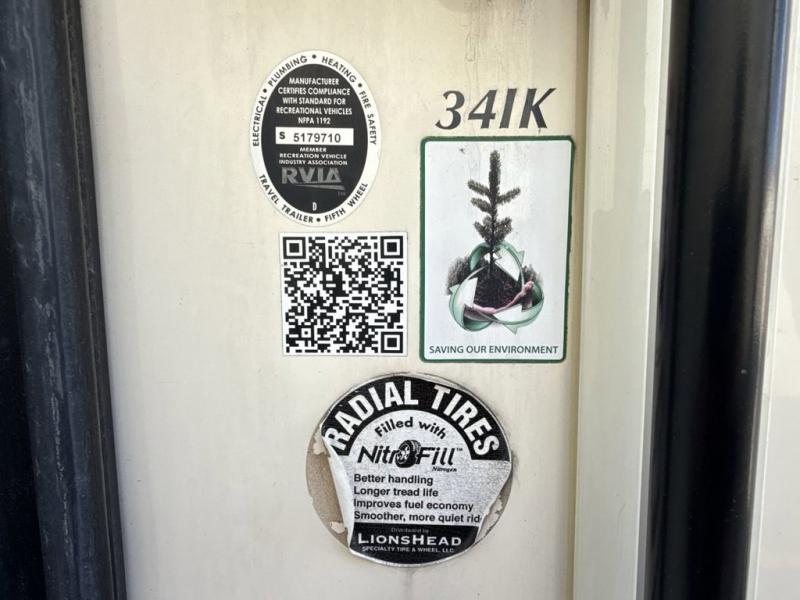 ELECTRICAL • PLUMBING • HEATING • FIRE SAFETY
MANUFACTURER
CERTIFIES COMPLIANCE
WITH STANDARD FOR
RECREATIONAL VEHICLES
NFPA 1192
S 5179710
MEMBER
RECREATION VEHICLE
INDUSTRY ASSOCIATION
RVIA
D
TRAVEL TRAILER • FIFTH WHEEL
341K
SAVING OUR ENVIRONMENT
RADIAL TIRES
Filled with
NitroFill™
Nitrogen
Better handling
Longer tread life
Improves fuel economy
Smoother, more quiet rid
Distributed by
LIONSHEAD
SPECIALTY TIRE & WHEEL, LLC